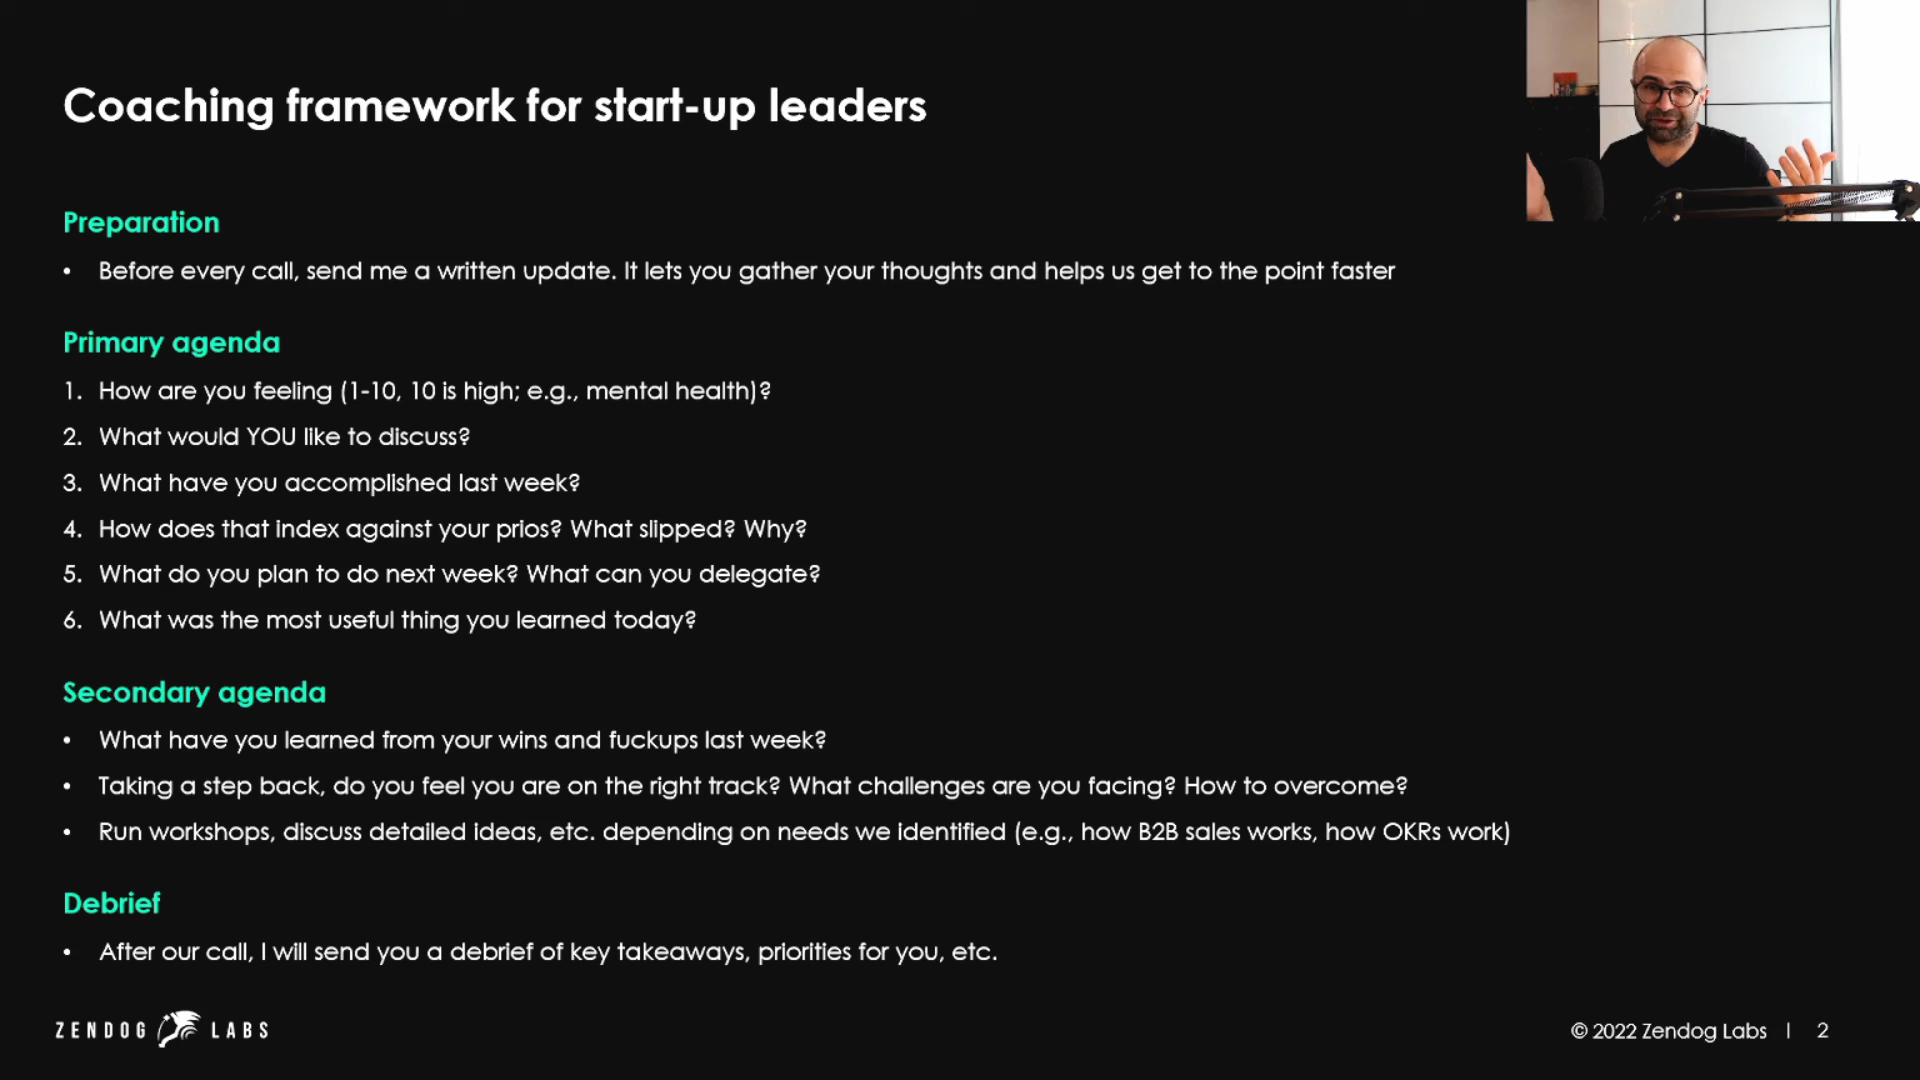 Coaching framework for start-up leaders
Preparation
• Before every call, send me a written update. It lets you gather your thoughts and helps us get to the point faster
Primary agenda
1. How are you feeling (1-10, 10 is high; e.g., mental health)?
2. What would YOU like to discuss?
3. What have you accomplished last week?
4. How does that index against your prios? What slipped? Why?
5. What do you plan to do next week? What can you delegate?
6. What was the most useful thing you learned today?
Secondary agenda
• What have you learned from your wins and fuckups last week?
• Taking a step back, do you feel you are on the right track? What challenges are you facing? How to overcome?
• Run workshops, discuss detailed ideas, etc. depending on needs we identified (e.g., how B2B sales works, how OKRs work)
Debrief
• After our call, I will send you a debrief of key takeaways, priorities for you, etc.
ZENDOG LABS
© 2022 Zendog Labs | 2